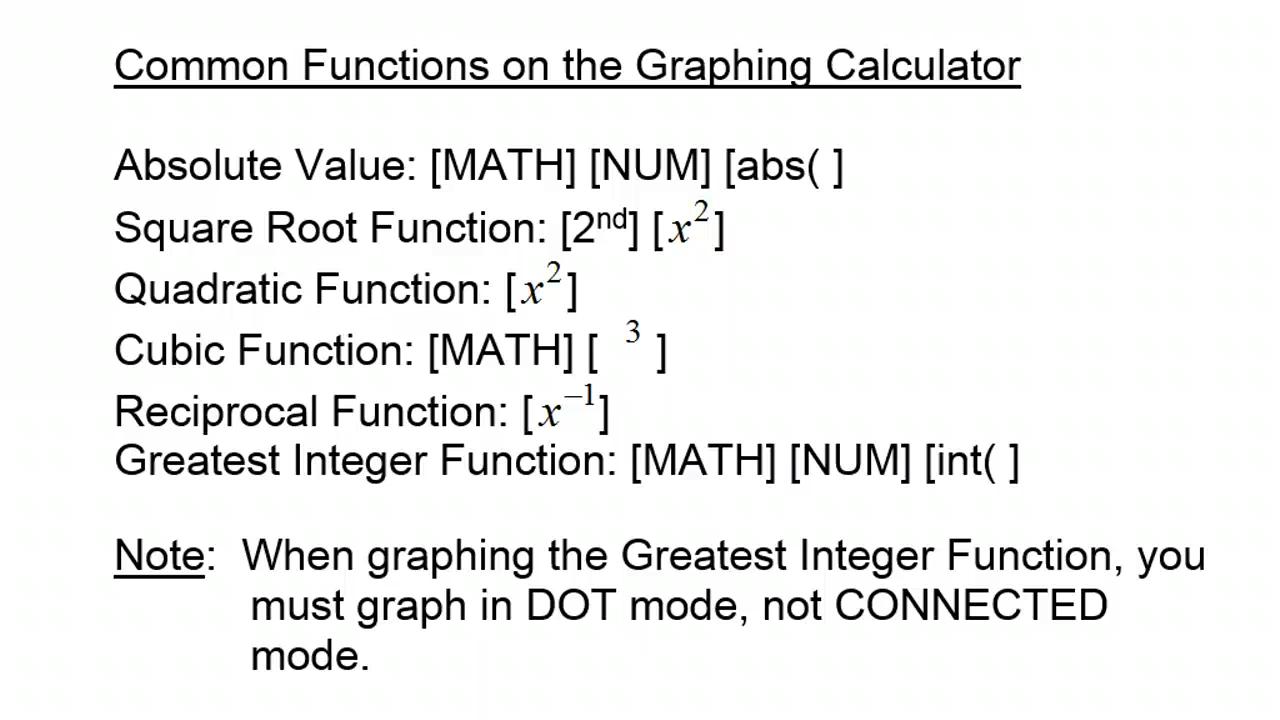 Common Functions on the Graphing Calculator
Absolute Value: [MATH] [NUM] [abs( ]
Square Root Function: [2ⁿᵈ] [x²]
Quadratic Function: [x²]
Cubic Function: [MATH] [ ³ ]
Reciprocal Function: [x⁻¹]
Greatest Integer Function: [MATH] [NUM] [int( ]
Note: When graphing the Greatest Integer Function, you
must graph in DOT mode, not CONNECTED
mode.